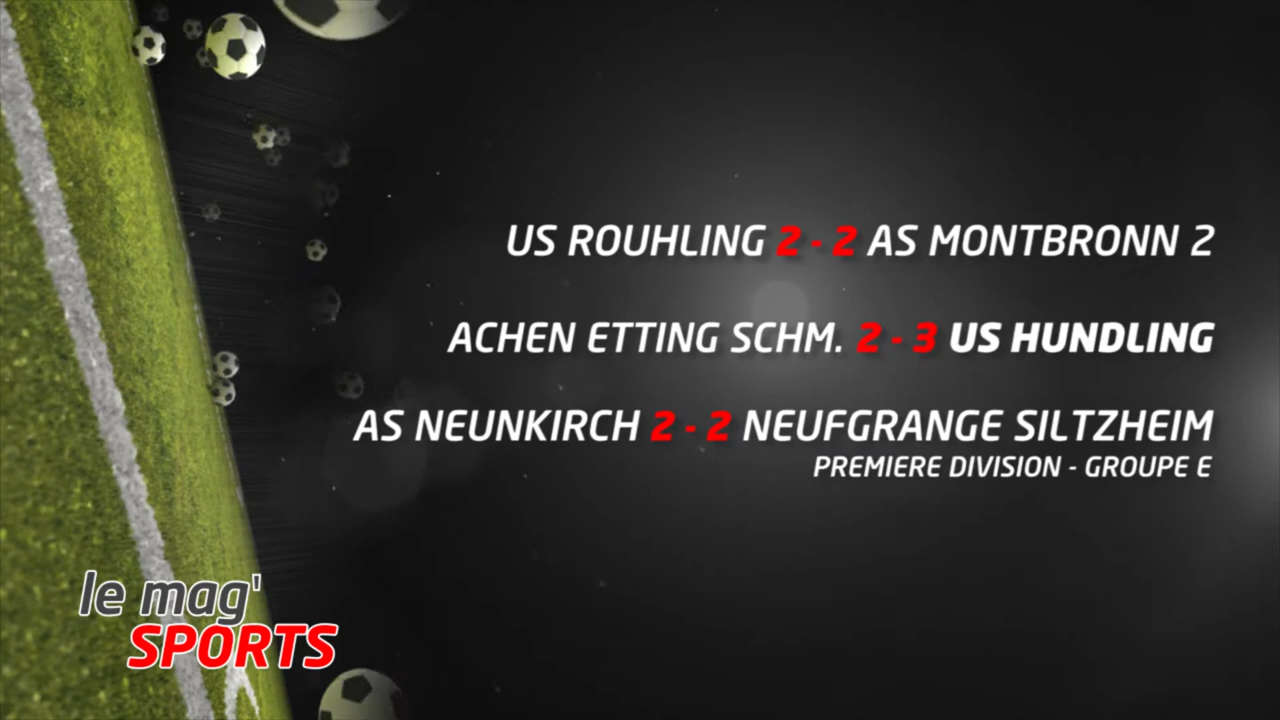 US ROUHLING 2 - 2 AS MONTBRONN 2
ACHEN ETTING SCHM. 2 - 3 US HUNDLING
AS NEUNKIRCH 2 - 2 NEUFGRANGE SILTZHEIM
PREMIERE DIVISION - GROUPE E
le mag'
SPORTS